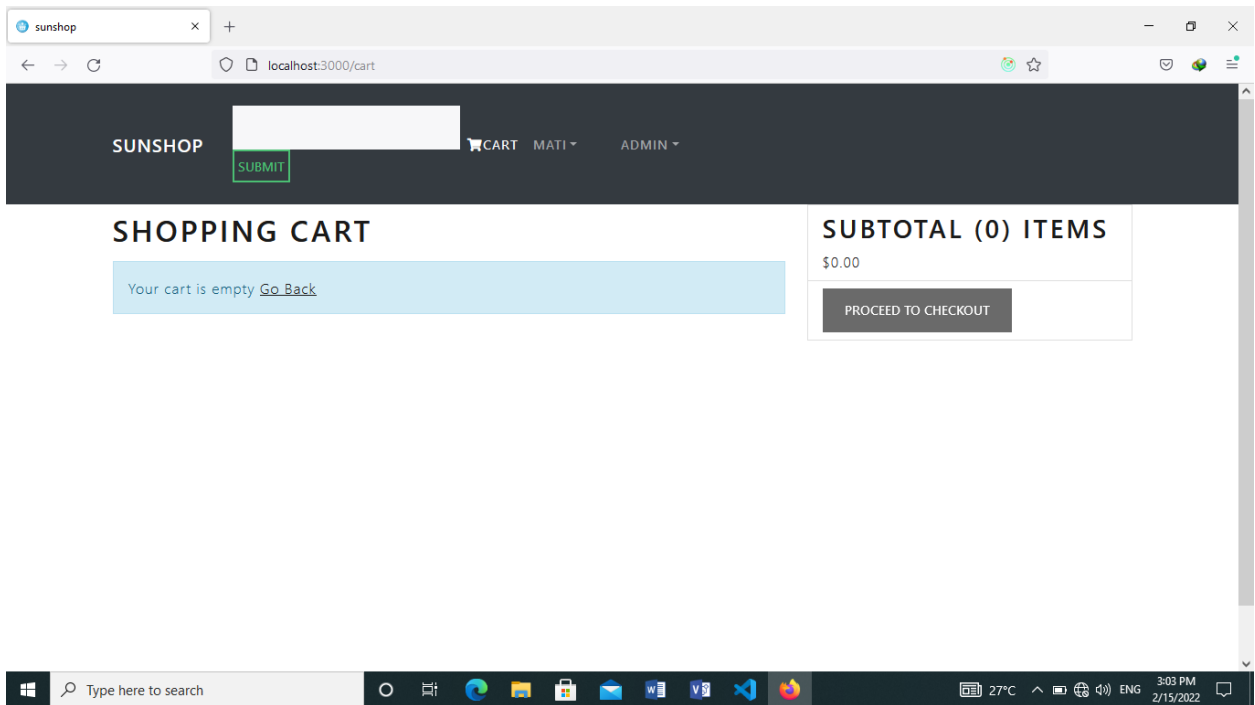 sunshop
localhost:3000/cart
SUNSHOP
SUBMIT
CART MATI ADMIN
SHOPPING CART
Your cart is empty Go Back
SUBTOTAL (0) ITEMS
$0.00
PROCEED TO CHECKOUT
Type here to search
27°C ENG 3:03 PM
2/15/2022